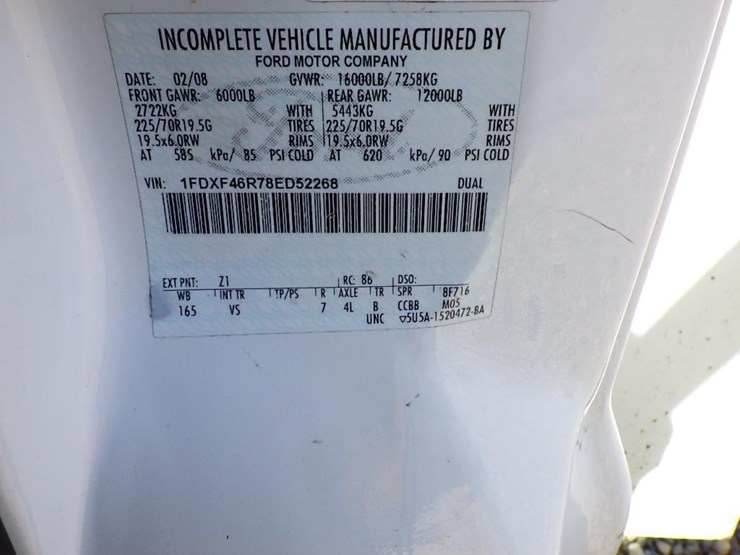 INCOMPLETE VEHICLE MANUFACTURED BY
FORD MOTOR COMPANY
DATE: 02/08 GVWR: 16000LB/ 7258KG
FRONT GAWR: 6000LB REAR GAWR: 12000LB
2722KG WITH 5443KG WITH
225/70R19.5G TIRES 225/70R19.5G TIRES
19.5x6.0RW RIMS 19.5x6.0RW RIMS
AT 585 kPa/ 85 PSI COLD AT 620 kPa/ 90 PSI COLD
VIN: 1FDXF46R78ED52268 DUAL
EXT PNT: Z1 RC: 86 DSO:
WB INT TR TP/PS R AXLE TR SPR 8F716
165 VS 7 4L B CCBB M05
UNC ▽5U5A-1520472-BA